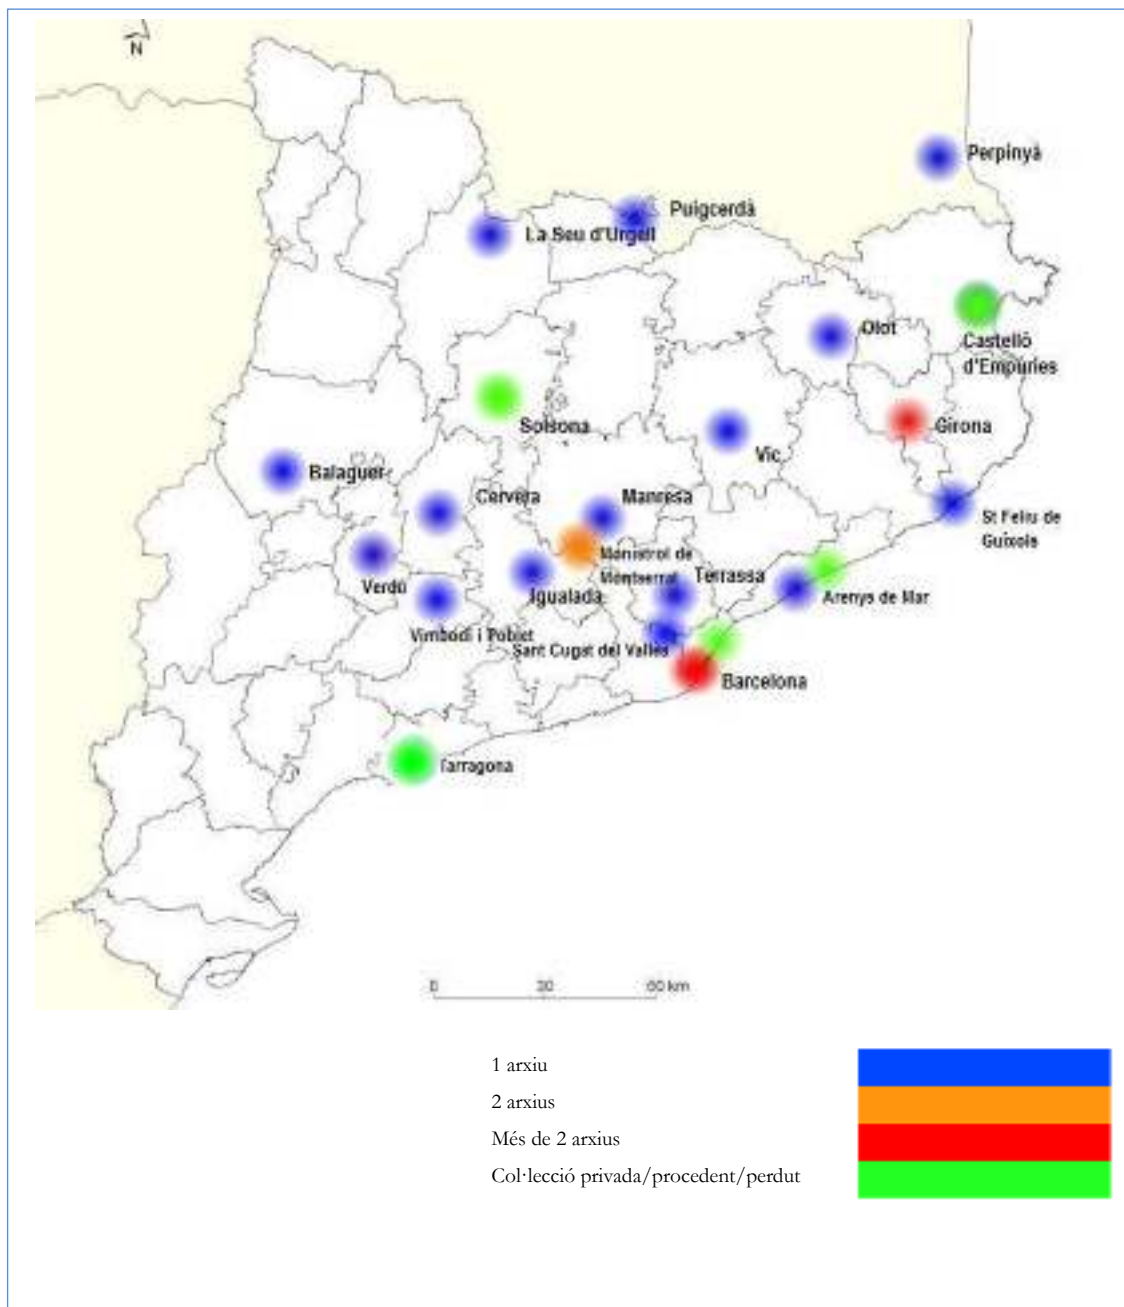 N
Perpinyà
Puigcerdà
La Seu d'Urgell
Olot
Castelló
d'Empúries
Solsona
Girona
Vic
Balaguer
Cervera
Manresa
St Feliu de
Guíxols
Monistrol de
Montserrat
Terrassa
Verdú
Igualada
Arenys de Mar
Vimbodí i Poblet
Sant Cugat del Vallès
Barcelona
Tarragona
0 30 60 km
1 arxiu
2 arxius
Més de 2 arxius
Col·lecció privada/procedent/perdut